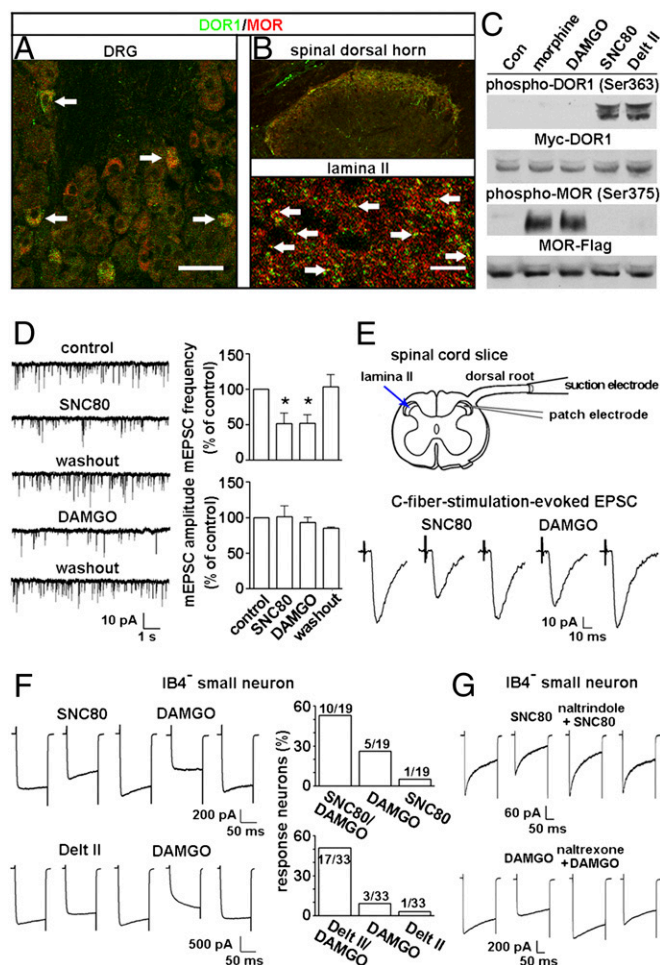 DOR1/MOR
A
DRG
B
spinal dorsal horn
lamina II
C
Con
morphine
DAMGO
SNC80
Delt II
phospho-DOR1 (Ser363)
Myc-DOR1
phospho-MOR (Ser375)
MOR-Flag
D
control
SNC80
washout
DAMGO
washout
10 pA
1 s
mEPSC frequency
(% of control)
150
100
50
0
*
*
mEPSC amplitude
(% of control)
150
100
50
0
control
SNC80
DAMGO
washout
E
spinal cord slice
lamina II
dorsal root
suction electrode
patch electrode
C-fiber-stimulation-evoked EPSC
SNC80
DAMGO
10 pA
10 ms
F
IB4⁻ small neuron
SNC80
DAMGO
200 pA
50 ms
Delt II
DAMGO
500 pA
50 ms
response neurons (%)
60
30
0
10/19
5/19
1/19
SNC80/
DAMGO
DAMGO
SNC80
60
30
0
17/33
3/33
1/33
Delt II/
DAMGO
DAMGO
Delt II
G
IB4⁻ small neuron
SNC80
naltrindole
+ SNC80
60 pA
50 ms
DAMGO
naltrexone
+DAMGO
200 pA
50 ms